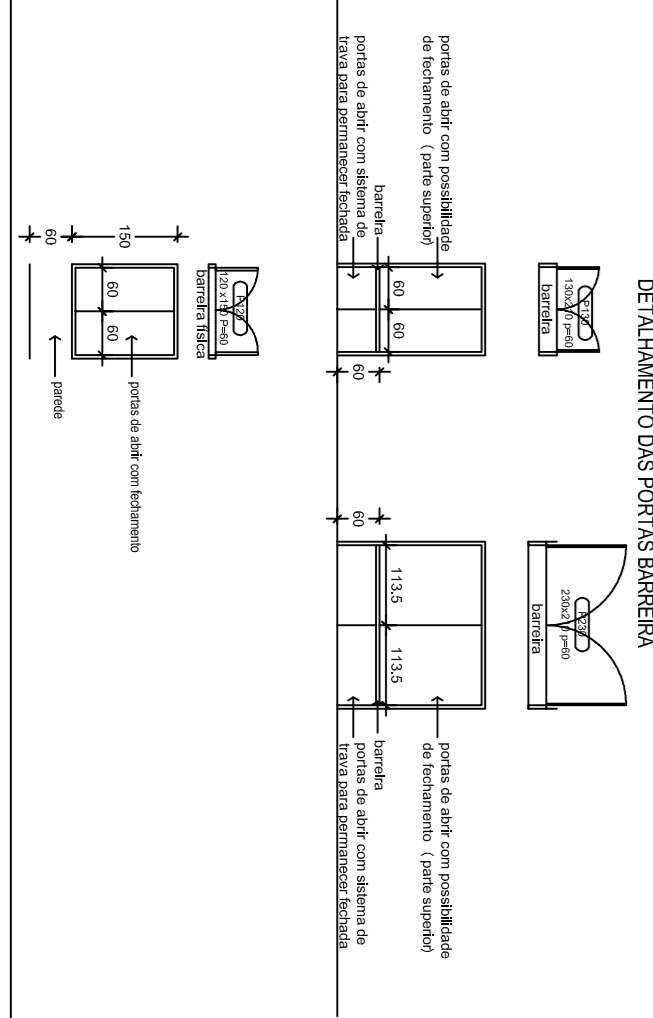 DETALHAMENTO DAS PORTAS BARREIRA
P130
130x210 p=60
barreira
P230
230x210 p=60
barreira
portas de abrir com possibilidade
de fechamento ( parte superior)
barreira
portas de abrir com sistema de
trava para permanecer fechada
60
60
60
portas de abrir com possibilidade
de fechamento ( parte superior)
barreira
portas de abrir com sistema de
trava para permanecer fechada
113.5
113.5
60
P120
120 x150 P=60
barreira física
150
60
60
60
portas de abrir com fechamento
parede